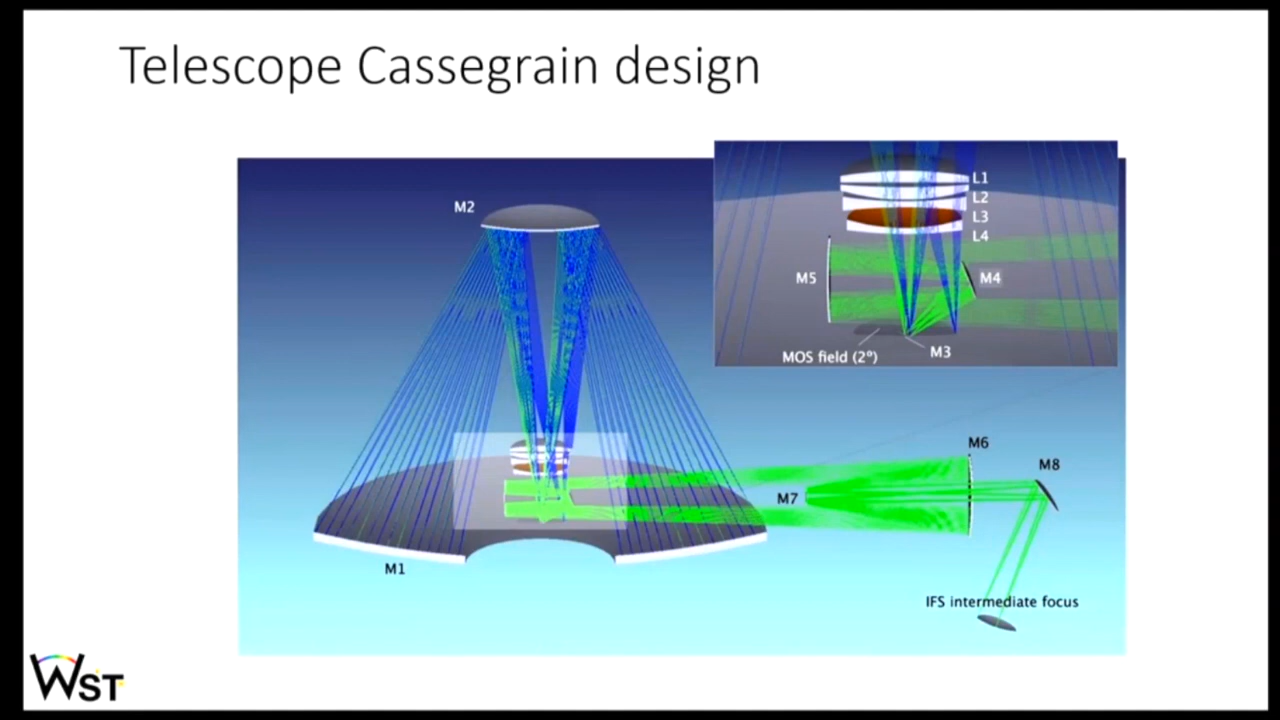 Telescope Cassegrain design
M2
L1
L2
L3
L4
M5
M4
MOS field (2°)
M3
M6
M8
M7
M1
IFS intermediate focus
WST